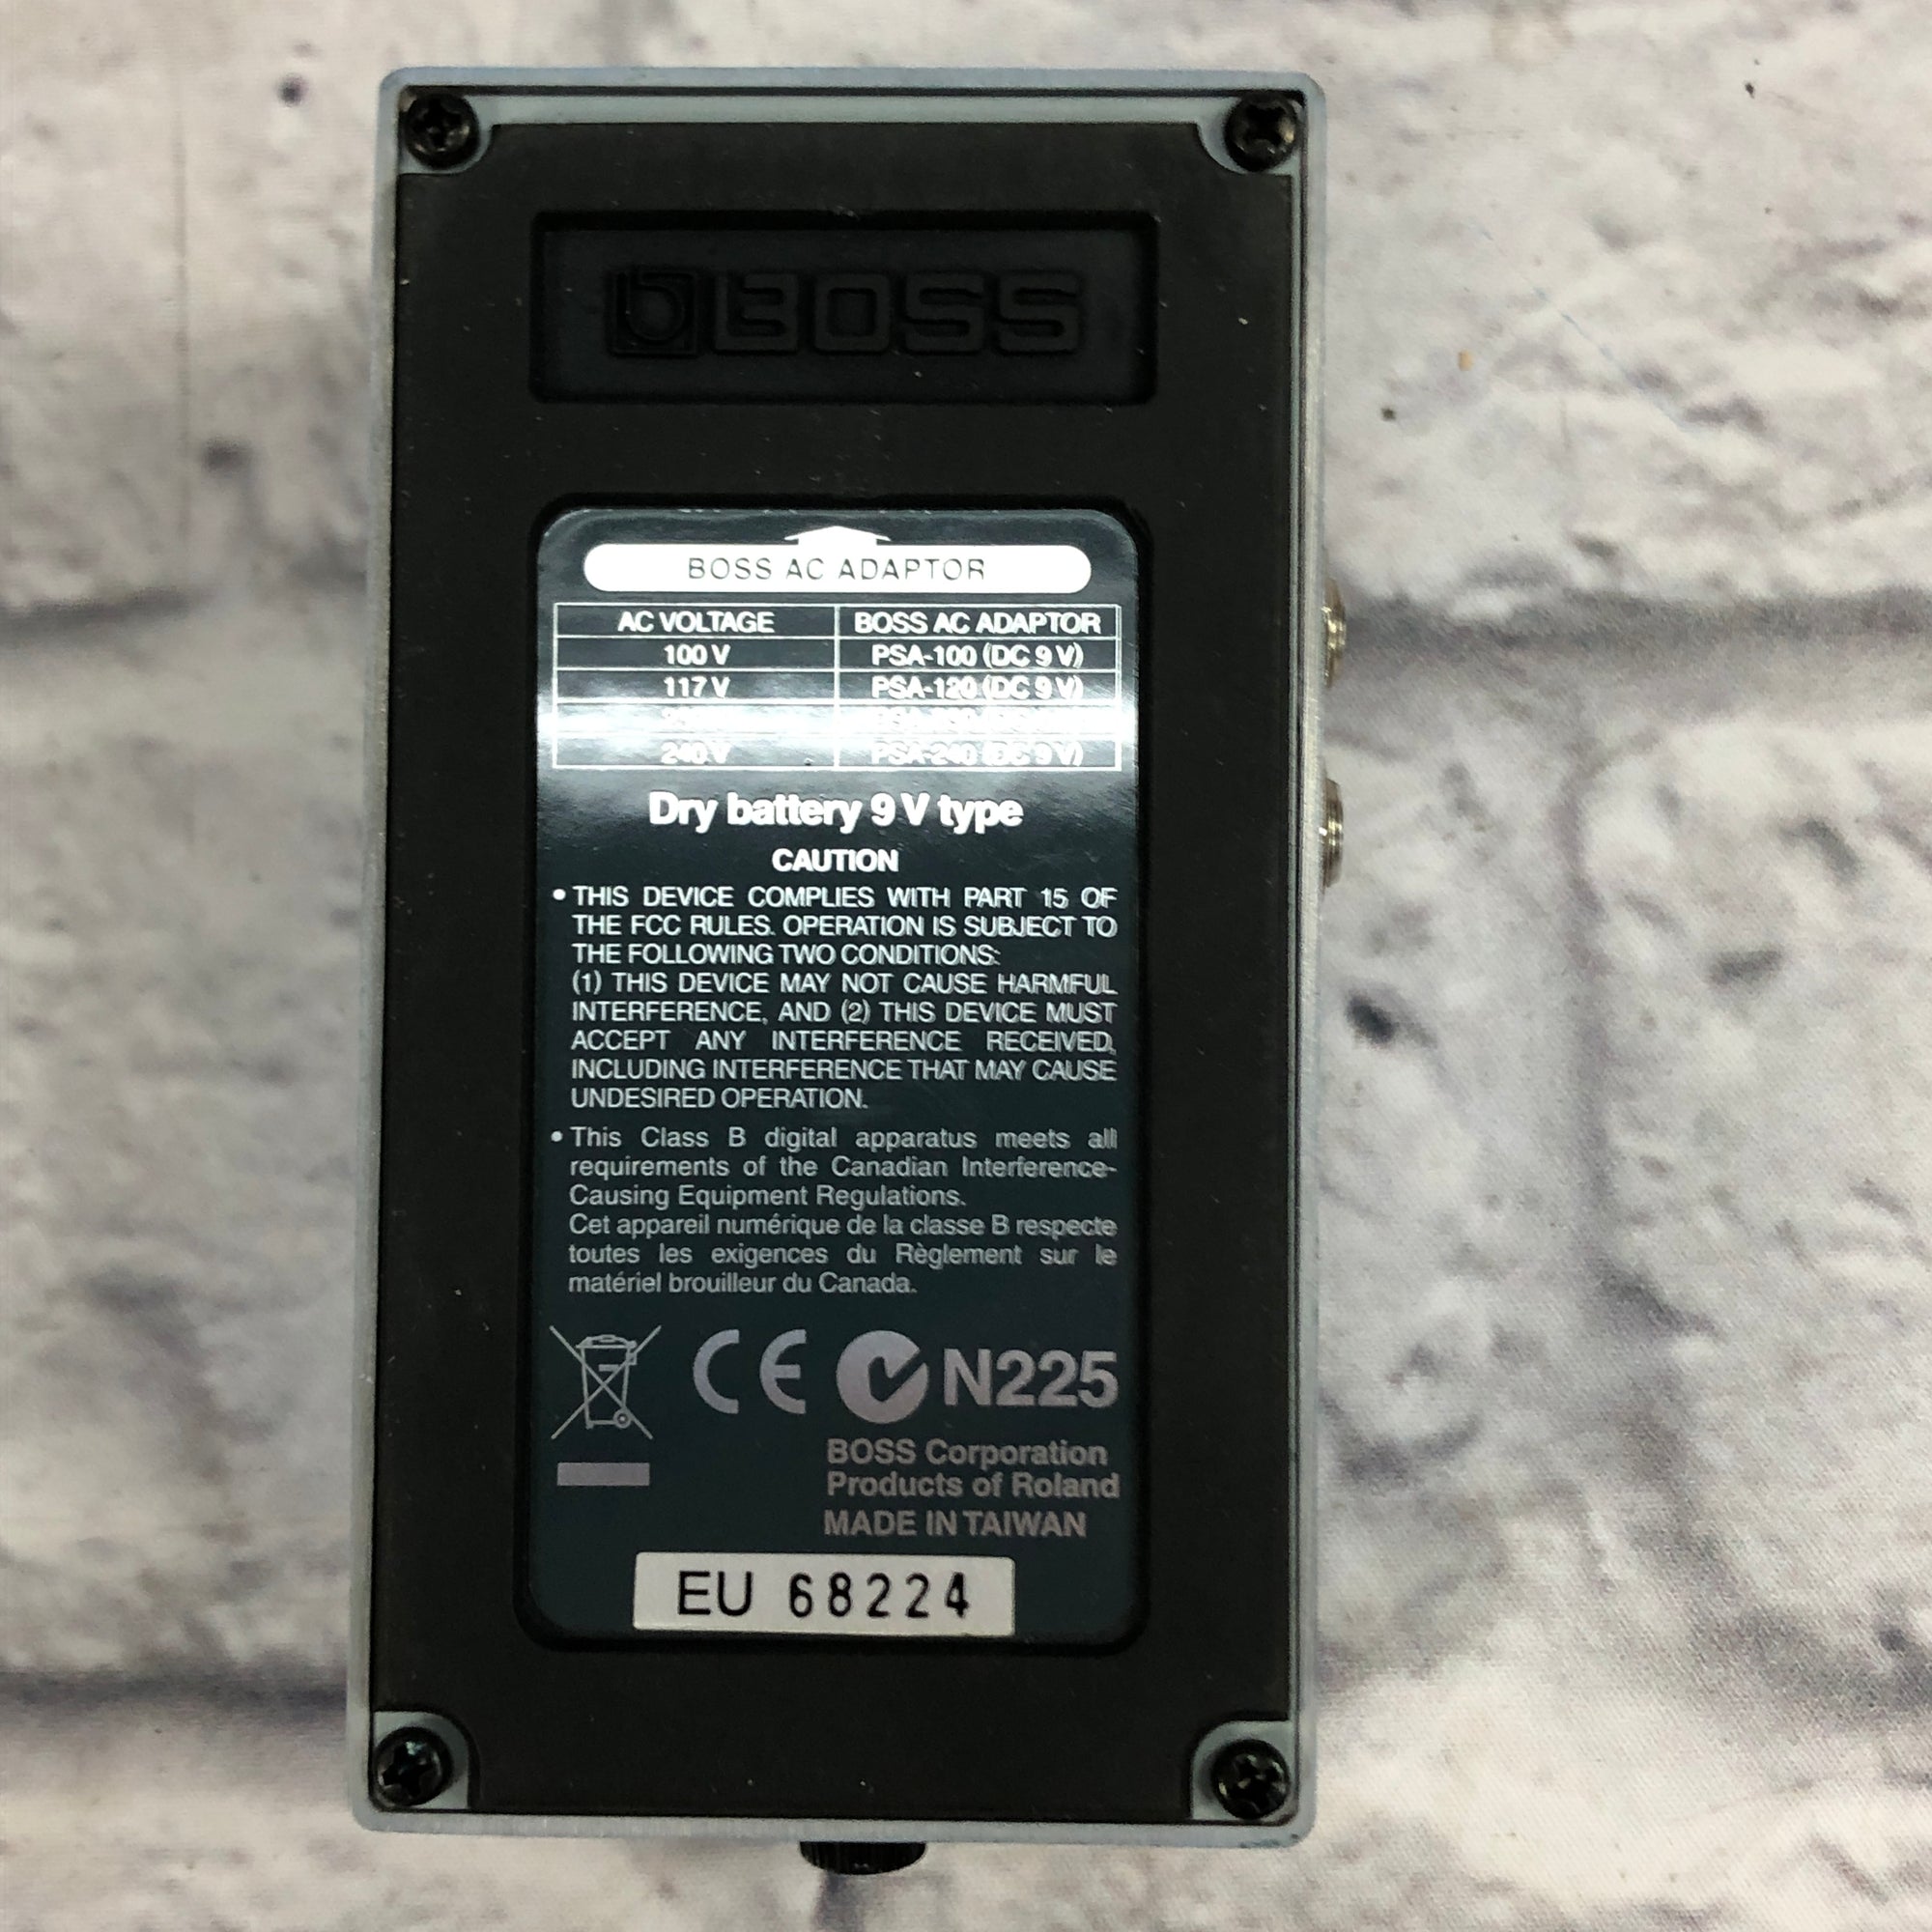 BOSS
BOSS AC ADAPTOR
AC VOLTAGE BOSS AC ADAPTOR
100 V PSA-100 (DC 9 V)
117 V PSA-120 (DC 9 V)
240 V PSA-240 (DC 9 V)
Dry battery 9 V type
CAUTION
• THIS DEVICE COMPLIES WITH PART 15 OF
THE FCC RULES. OPERATION IS SUBJECT TO
THE FOLLOWING TWO CONDITIONS:
(1) THIS DEVICE MAY NOT CAUSE HARMFUL
INTERFERENCE, AND (2) THIS DEVICE MUST
ACCEPT ANY INTERFERENCE RECEIVED,
INCLUDING INTERFERENCE THAT MAY CAUSE
UNDESIRED OPERATION.
• This Class B digital apparatus meets all
requirements of the Canadian Interference-
Causing Equipment Regulations.
Cet appareil numérique de la classe B respecte
toutes les exigences du Règlement sur le
matériel brouilleur du Canada.
CE N225
BOSS Corporation
Products of Roland
MADE IN TAIWAN
EU 68224